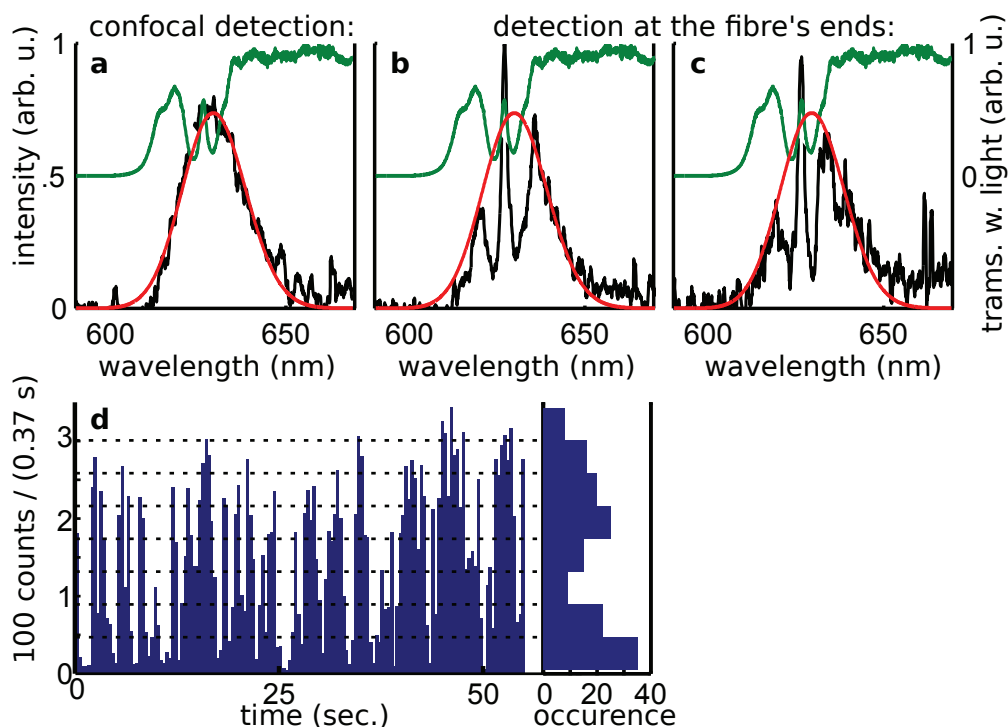 confocal detection: detection at the fibre's ends:
a b c
intensity (arb. u.)
1
.5
0
600 650 600 650 600 650
wavelength (nm) wavelength (nm) wavelength (nm)
1
0
trams. w. light (arb. u.)
d
100 counts / (0.37 s)
3
2
1
0
0 25 50 0 20 40
time (sec.) occurence